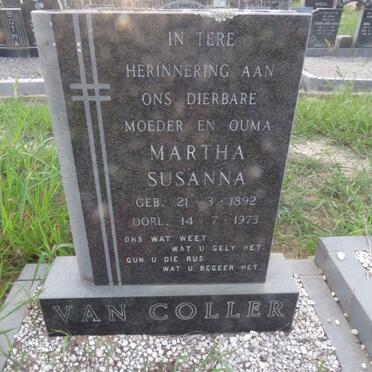 IN TERE
HERINNERING AAN
ONS DIERBARE
MOEDER EN OUMA
MARTHA
SUSANNA
GEB. 21 - 3 - 1892
OORL. 14 - 7 - 1973
ONS WAT WEET
WAT U GELY HET.
GUN U DIE RUS
WAT U BEGEER HET.
VAN COLLER